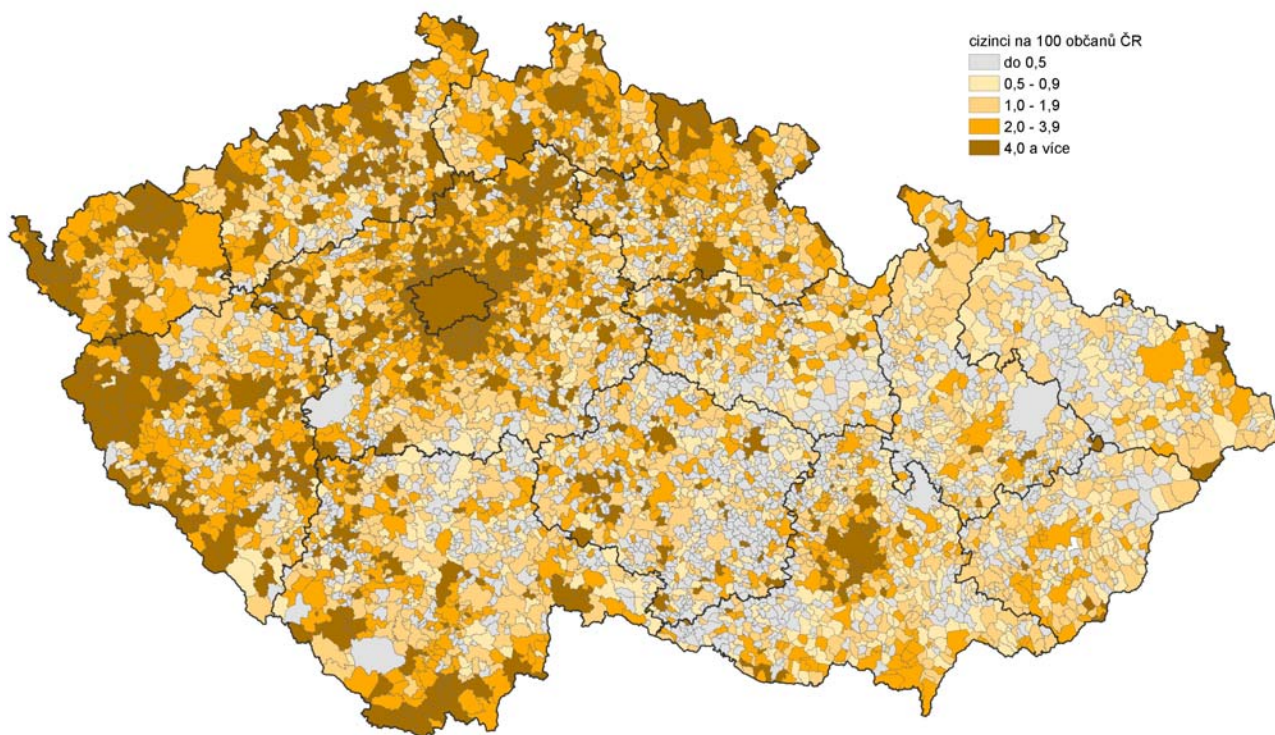 cizinci na 100 občanů ČR
do 0,5
0,5 - 0,9
1,0 - 1,9
2,0 - 3,9
4,0 a více